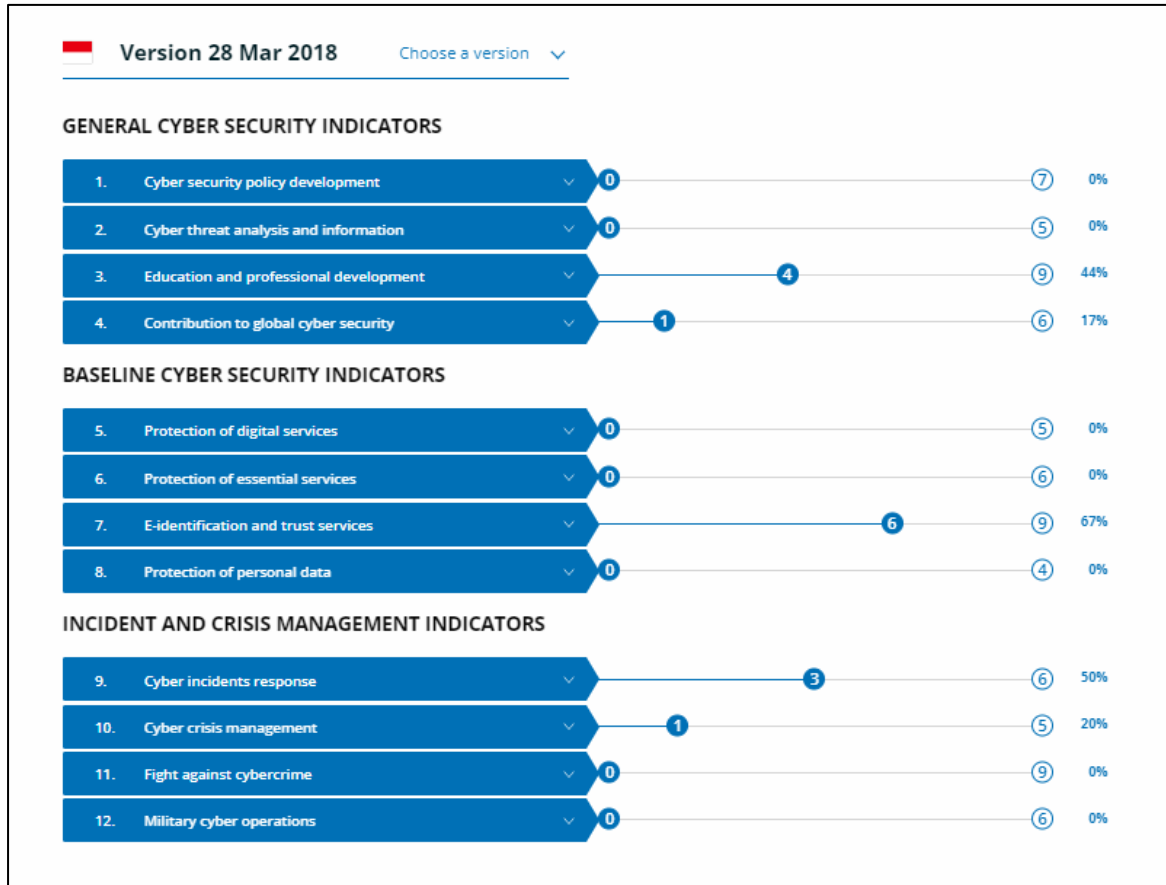 Version 28 Mar 2018 Choose a version
GENERAL CYBER SECURITY INDICATORS
1. Cyber security policy development 0 7 0%
2. Cyber threat analysis and information 0 5 0%
3. Education and professional development 4 9 44%
4. Contribution to global cyber security 1 6 17%
BASELINE CYBER SECURITY INDICATORS
5. Protection of digital services 0 5 0%
6. Protection of essential services 0 6 0%
7. E-identification and trust services 6 9 67%
8. Protection of personal data 0 4 0%
INCIDENT AND CRISIS MANAGEMENT INDICATORS
9. Cyber incidents response 3 6 50%
10. Cyber crisis management 1 5 20%
11. Fight against cybercrime 0 9 0%
12. Military cyber operations 0 6 0%